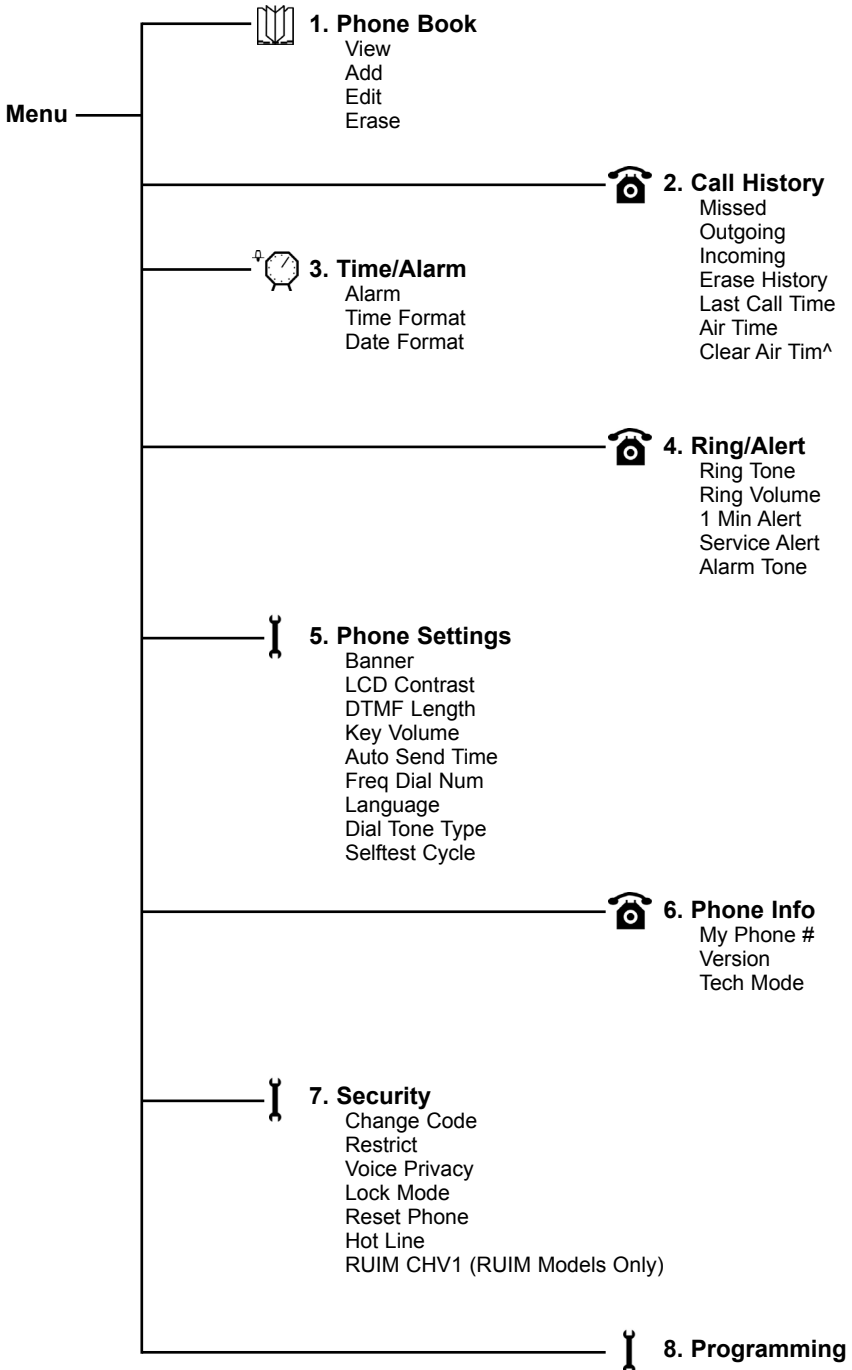 Menu
1. Phone Book
View
Add
Edit
Erase
2. Call History
Missed
Outgoing
Incoming
Erase History
Last Call Time
Air Time
Clear Air Tim^
3. Time/Alarm
Alarm
Time Format
Date Format
4. Ring/Alert
Ring Tone
Ring Volume
1 Min Alert
Service Alert
Alarm Tone
5. Phone Settings
Banner
LCD Contrast
DTMF Length
Key Volume
Auto Send Time
Freq Dial Num
Language
Dial Tone Type
Selftest Cycle
6. Phone Info
My Phone #
Version
Tech Mode
7. Security
Change Code
Restrict
Voice Privacy
Lock Mode
Reset Phone
Hot Line
RUIM CHV1 (RUIM Models Only)
8. Programming